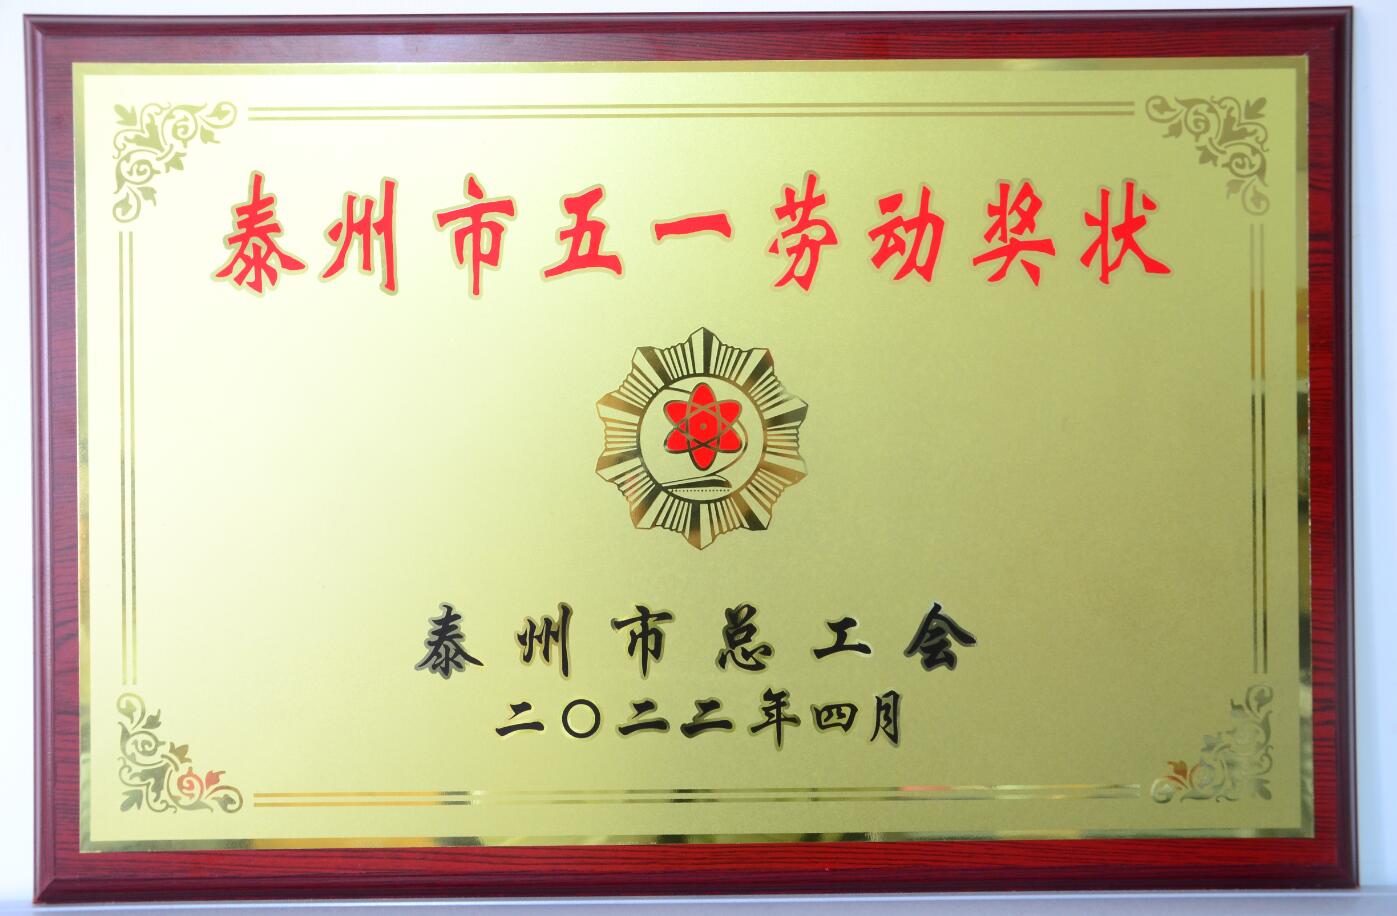 泰州市五一劳动奖状
泰州市总工会
二〇二二年四月